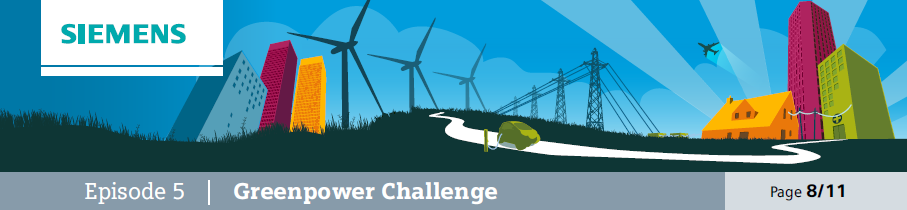 SIEMENS
Episode 5 | Greenpower Challenge
Page 8/11